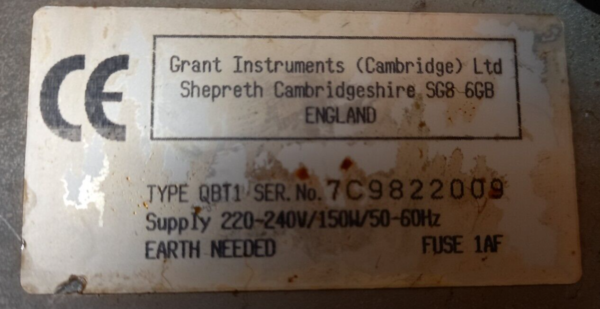 CE
Grant Instruments (Cambridge) Ltd
Shepreth Cambridgeshire SG8 6GB
ENGLAND
TYPE QBT1 SER. No. 7C9822009
Supply 220-240V/150W/50-60Hz
EARTH NEEDED FUSE 1AF